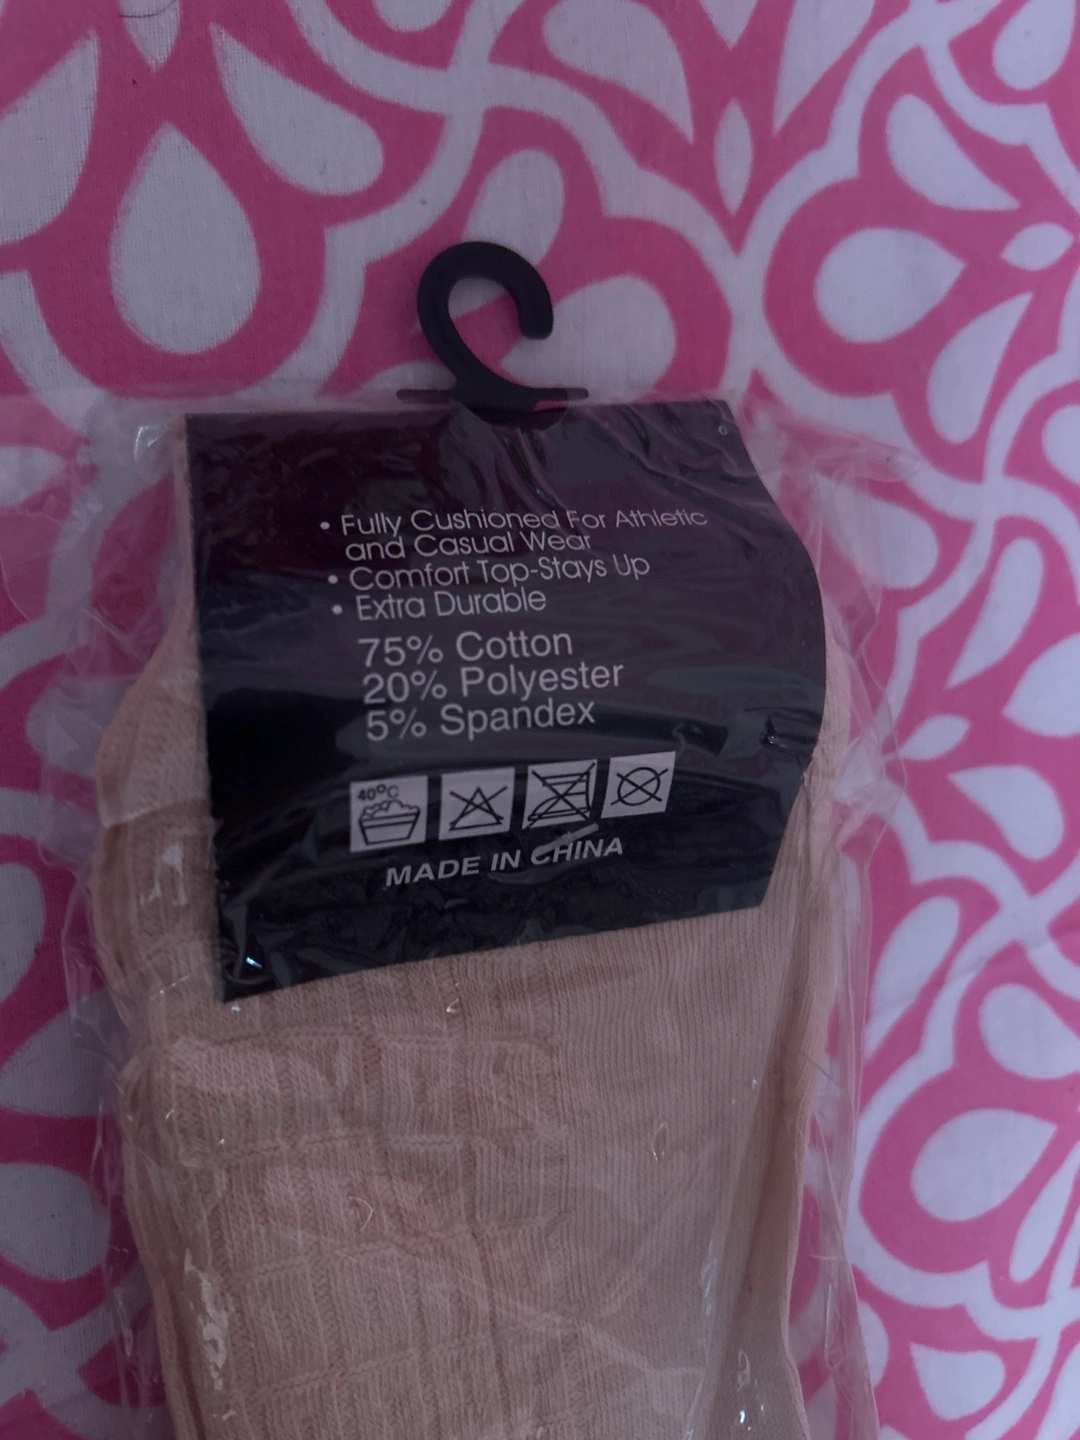 • Fully Cushioned For Athletic
and Casual Wear
• Comfort Top-Stays Up
• Extra Durable
75% Cotton
20% Polyester
5% Spandex
40°C
MADE IN CHINA